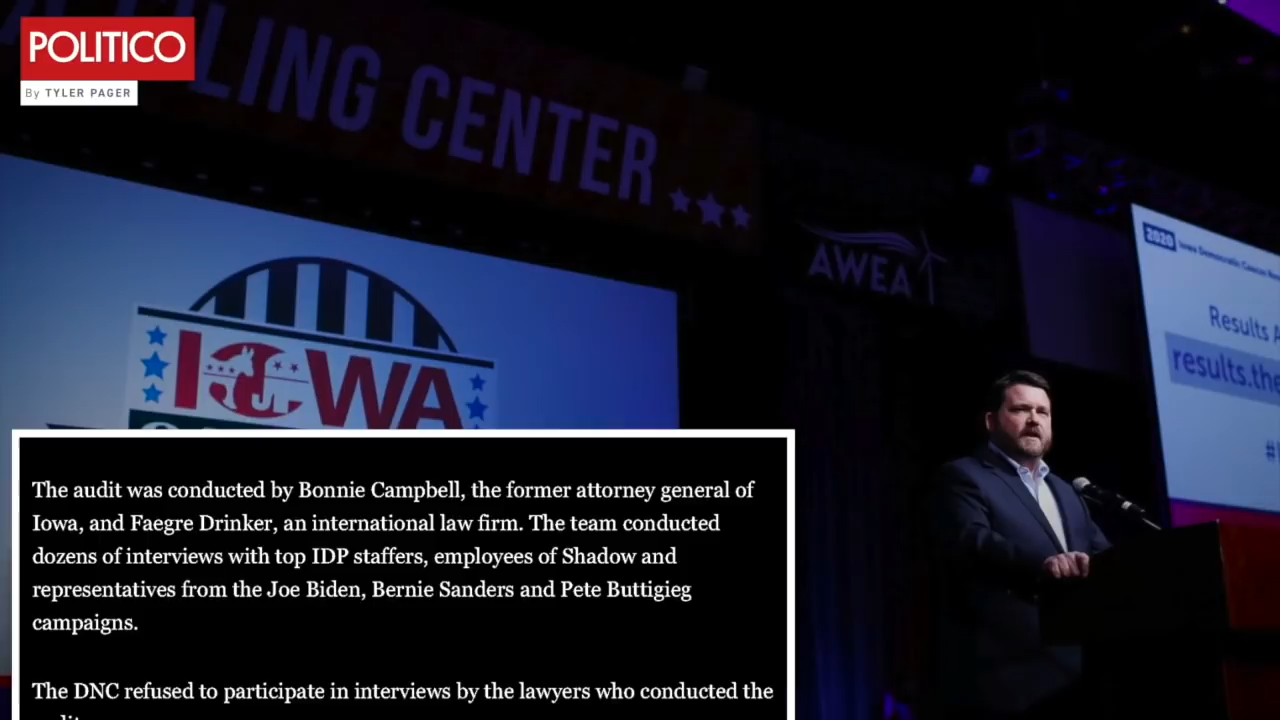 POLITICO
By TYLER PAGER
LING CENTER
AWEA
IOWA
2020 Iowa Democratic Caucus
Results
results.the
#
The audit was conducted by Bonnie Campbell, the former attorney general of
Iowa, and Faegre Drinker, an international law firm. The team conducted
dozens of interviews with top IDP staffers, employees of Shadow and
representatives from the Joe Biden, Bernie Sanders and Pete Buttigieg
campaigns.
The DNC refused to participate in interviews by the lawyers who conducted the